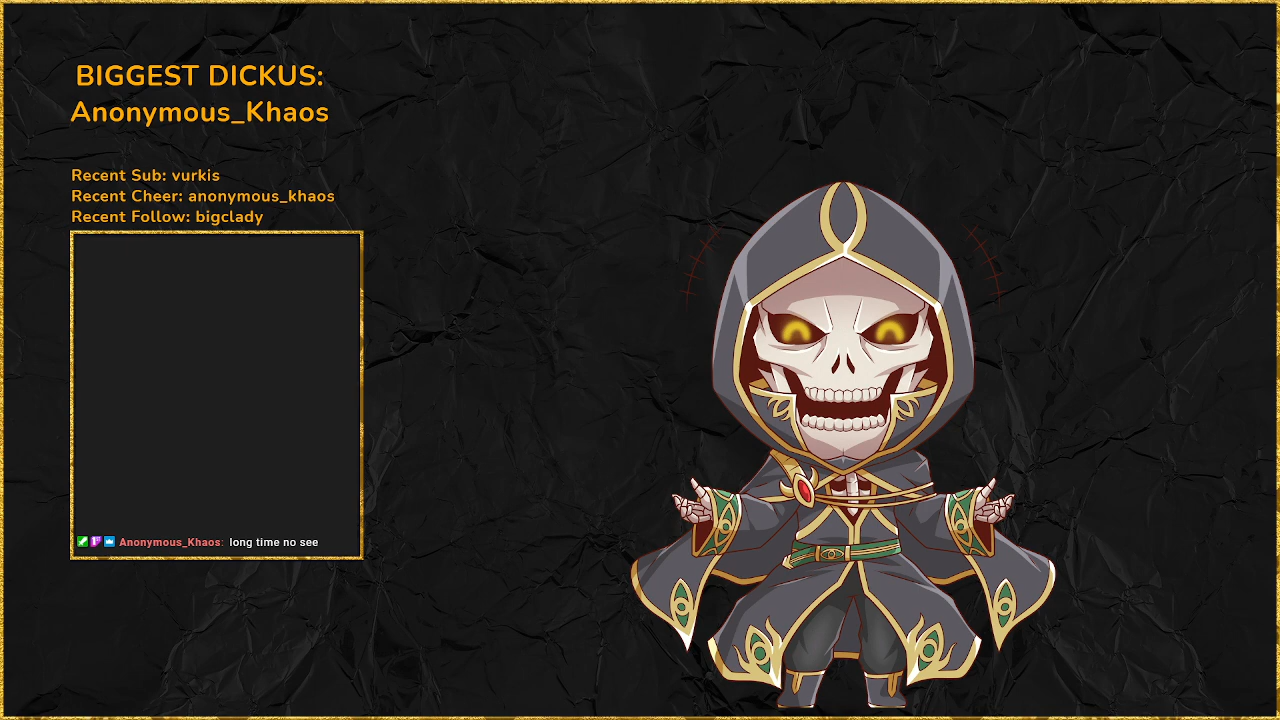 BIGGEST DICKUS:
Anonymous_Khaos
Recent Sub: vurkis
Recent Cheer: anonymous_khaos
Recent Follow: bigclady
Anonymous_Khaos: long time no see